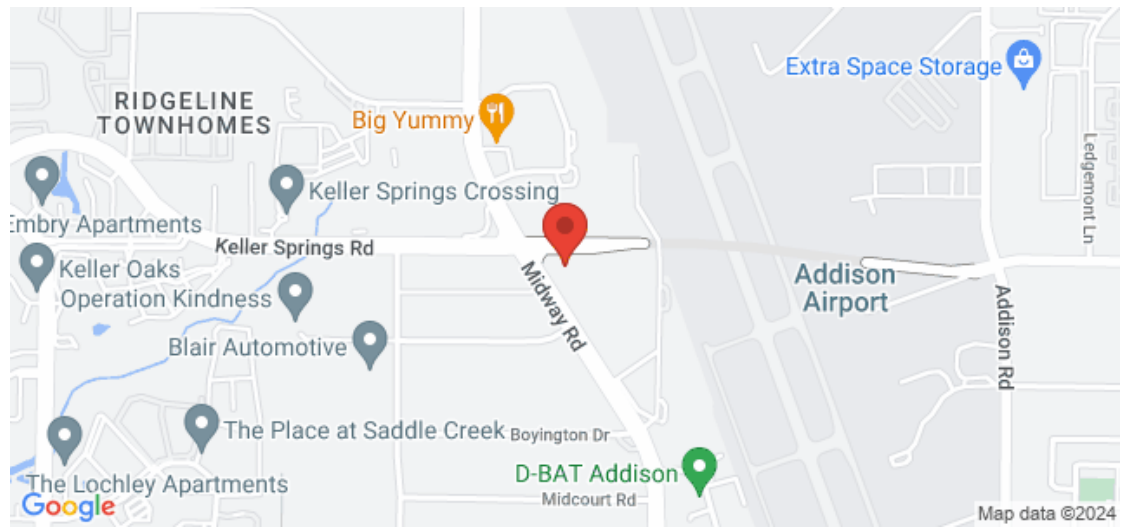 Extra Space Storage
RIDGELINE
TOWNHOMES
Big Yummy
Ledgemont Ln
Keller Springs Crossing
Embry Apartments
Keller Springs Rd
Keller Oaks
Operation Kindness
Midway Rd
Addison
Airport
Addison Rd
Blair Automotive
The Place at Saddle Creek
Boyington Dr
D-BAT Addison
The Lochley Apartments
Midcourt Rd
Google
Map data ©2024